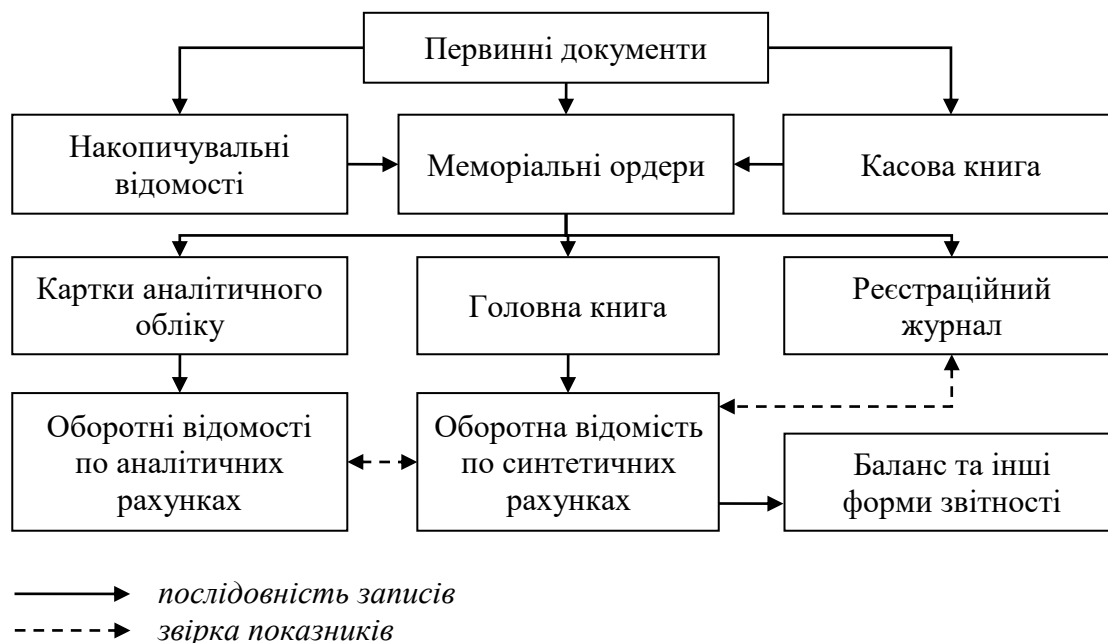 Первинні документи
Накопичувальні
відомості
Меморіальні ордери
Касова книга
Картки аналітичного
обліку
Головна книга
Реєстраційний
журнал
Оборотні відомості
по аналітичних
рахунках
Оборотна відомість
по синтетичних
рахунках
Баланс та інші
форми звітності
послідовність записів
звірка показників